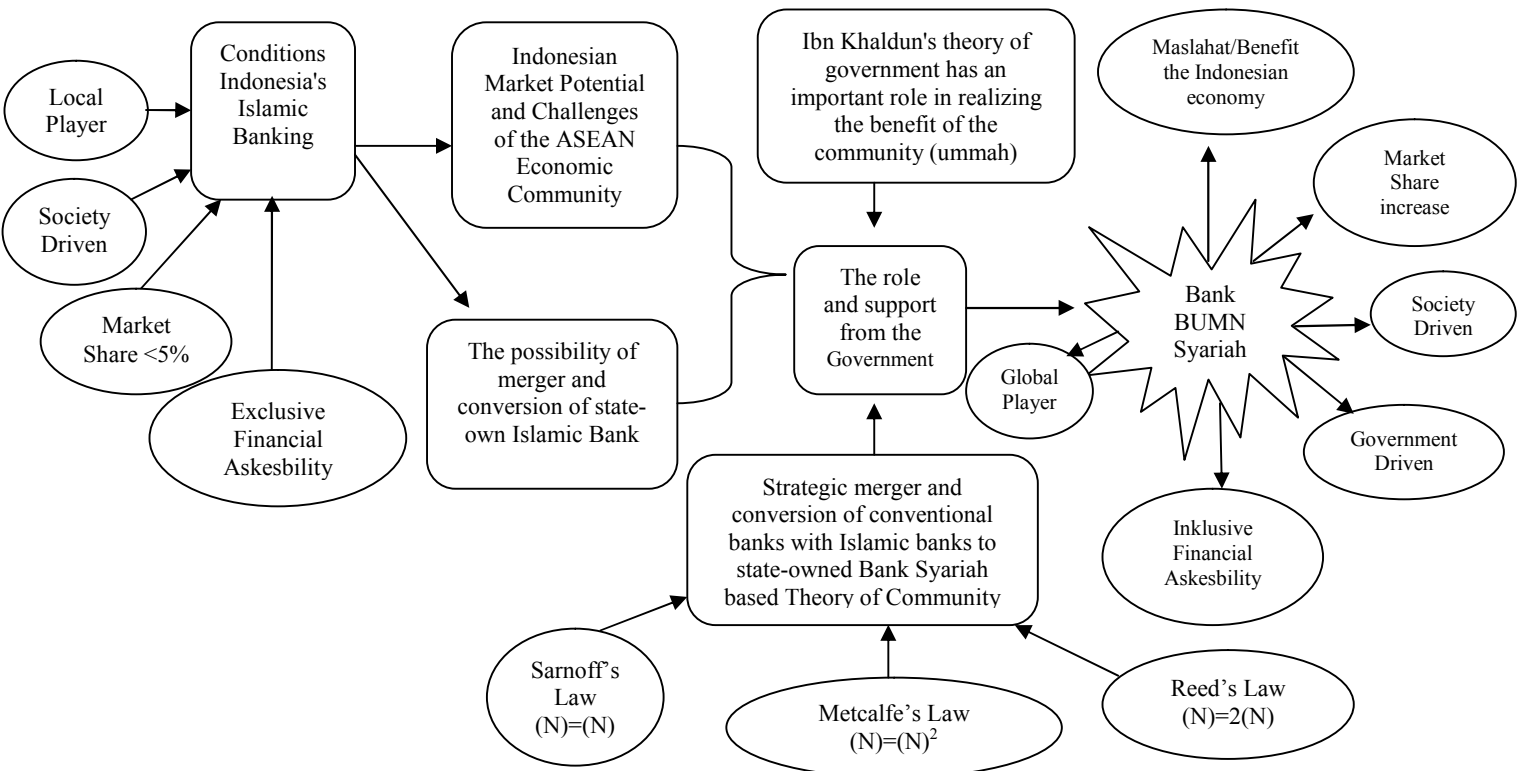 Local
Player
Society
Driven
Market
Share <5%
Exclusive
Financial
Askesbility
Conditions
Indonesia's
Islamic
Banking
Indonesian
Market Potential
and Challenges
of the ASEAN
Economic
Community
The possibility of
merger and
conversion of state-
own Islamic Bank
Ibn Khaldun's theory of
government has an
important role in realizing
the benefit of the
community (ummah)
The role
and support
from the
Government
Strategic merger and
conversion of conventional
banks with Islamic banks to
state-owned Bank Syariah
based Theory of Community
Sarnoff’s
Law
(N)=(N)
Metcalfe’s Law
(N)=(N)²
Reed’s Law
(N)=2(N)
Bank
BUMN
Syariah
Global
Player
Maslahat/Benefit
the Indonesian
economy
Market
Share
increase
Society
Driven
Government
Driven
Inklusive
Financial
Askesbility